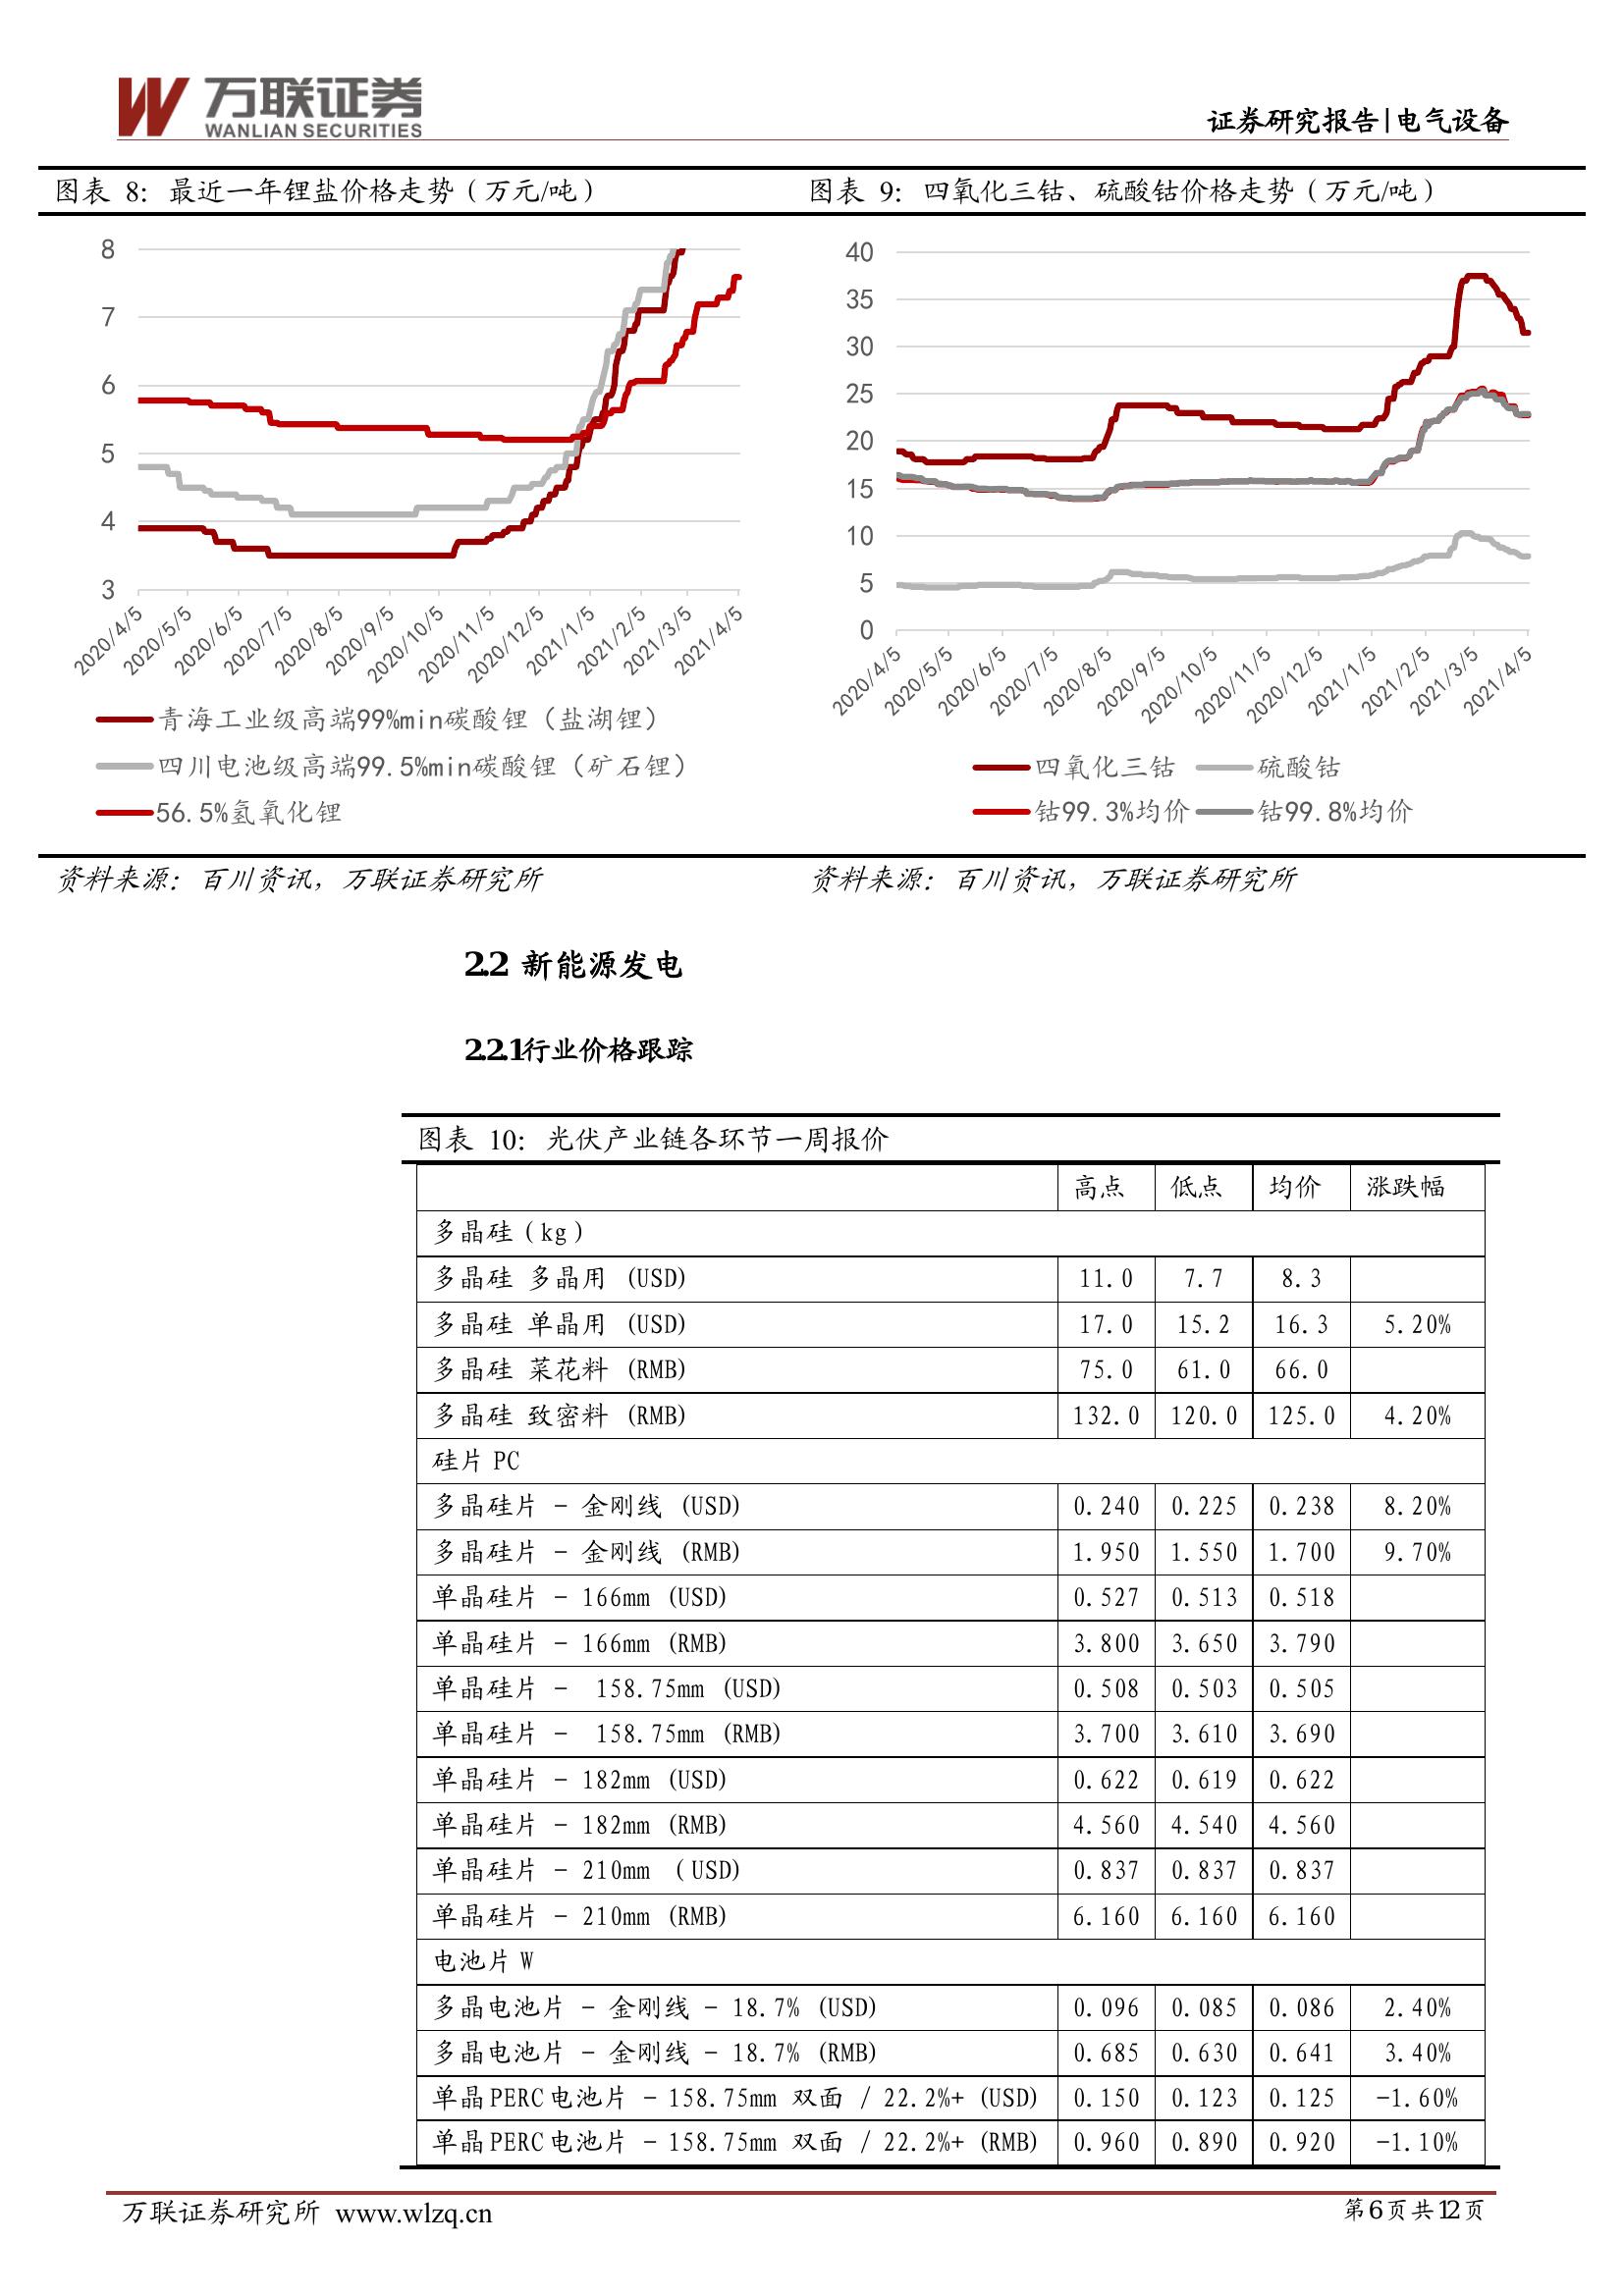 万联证券
WANLIAN SECURITIES
证券研究报告|电气设备
图表 8：最近一年锂盐价格走势（万元/吨）
8
7
6
5
4
3
2020/4/5
2020/5/5
2020/6/5
2020/7/5
2020/8/5
2020/9/5
2020/10/5
2020/11/5
2020/12/5
2021/1/5
2021/2/5
2021/3/5
2021/4/5
青海工业级高端99%min碳酸锂（盐湖锂）
四川电池级高端99.5%min碳酸锂（矿石锂）
56.5%氢氧化锂
资料来源：百川资讯，万联证券研究所
图表 9：四氧化三钴、硫酸钴价格走势（万元/吨）
40
35
30
25
20
15
10
5
0
2020/4/5
2020/5/5
2020/6/5
2020/7/5
2020/8/5
2020/9/5
2020/10/5
2020/11/5
2020/12/5
2021/1/5
2021/2/5
2021/3/5
2021/4/5
四氧化三钴 硫酸钴
钴99.3%均价 钴99.8%均价
资料来源：百川资讯，万联证券研究所
2.2 新能源发电
2.2.1行业价格跟踪
图表 10：光伏产业链各环节一周报价
高点 低点 均价 涨跌幅
多晶硅（kg）
多晶硅 多晶用 (USD) 11.0 7.7 8.3
多晶硅 单晶用 (USD) 17.0 15.2 16.3 5.20%
多晶硅 菜花料 (RMB) 75.0 61.0 66.0
多晶硅 致密料 (RMB) 132.0 120.0 125.0 4.20%
硅片 PC
多晶硅片 - 金刚线 (USD) 0.240 0.225 0.238 8.20%
多晶硅片 - 金刚线 (RMB) 1.950 1.550 1.700 9.70%
单晶硅片 - 166mm (USD) 0.527 0.513 0.518
单晶硅片 - 166mm (RMB) 3.800 3.650 3.790
单晶硅片 - 158.75mm (USD) 0.508 0.503 0.505
单晶硅片 - 158.75mm (RMB) 3.700 3.610 3.690
单晶硅片 - 182mm (USD) 0.622 0.619 0.622
单晶硅片 - 182mm (RMB) 4.560 4.540 4.560
单晶硅片 - 210mm （USD) 0.837 0.837 0.837
单晶硅片 - 210mm (RMB) 6.160 6.160 6.160
电池片 W
多晶电池片 - 金刚线 - 18.7% (USD) 0.096 0.085 0.086 2.40%
多晶电池片 - 金刚线 - 18.7% (RMB) 0.685 0.630 0.641 3.40%
单晶PERC电池片 - 158.75mm 双面 / 22.2%+ (USD) 0.150 0.123 0.125 -1.60%
单晶PERC电池片 - 158.75mm 双面 / 22.2%+ (RMB) 0.960 0.890 0.920 -1.10%
万联证券研究所 www.wlzq.cn
第6页共12页